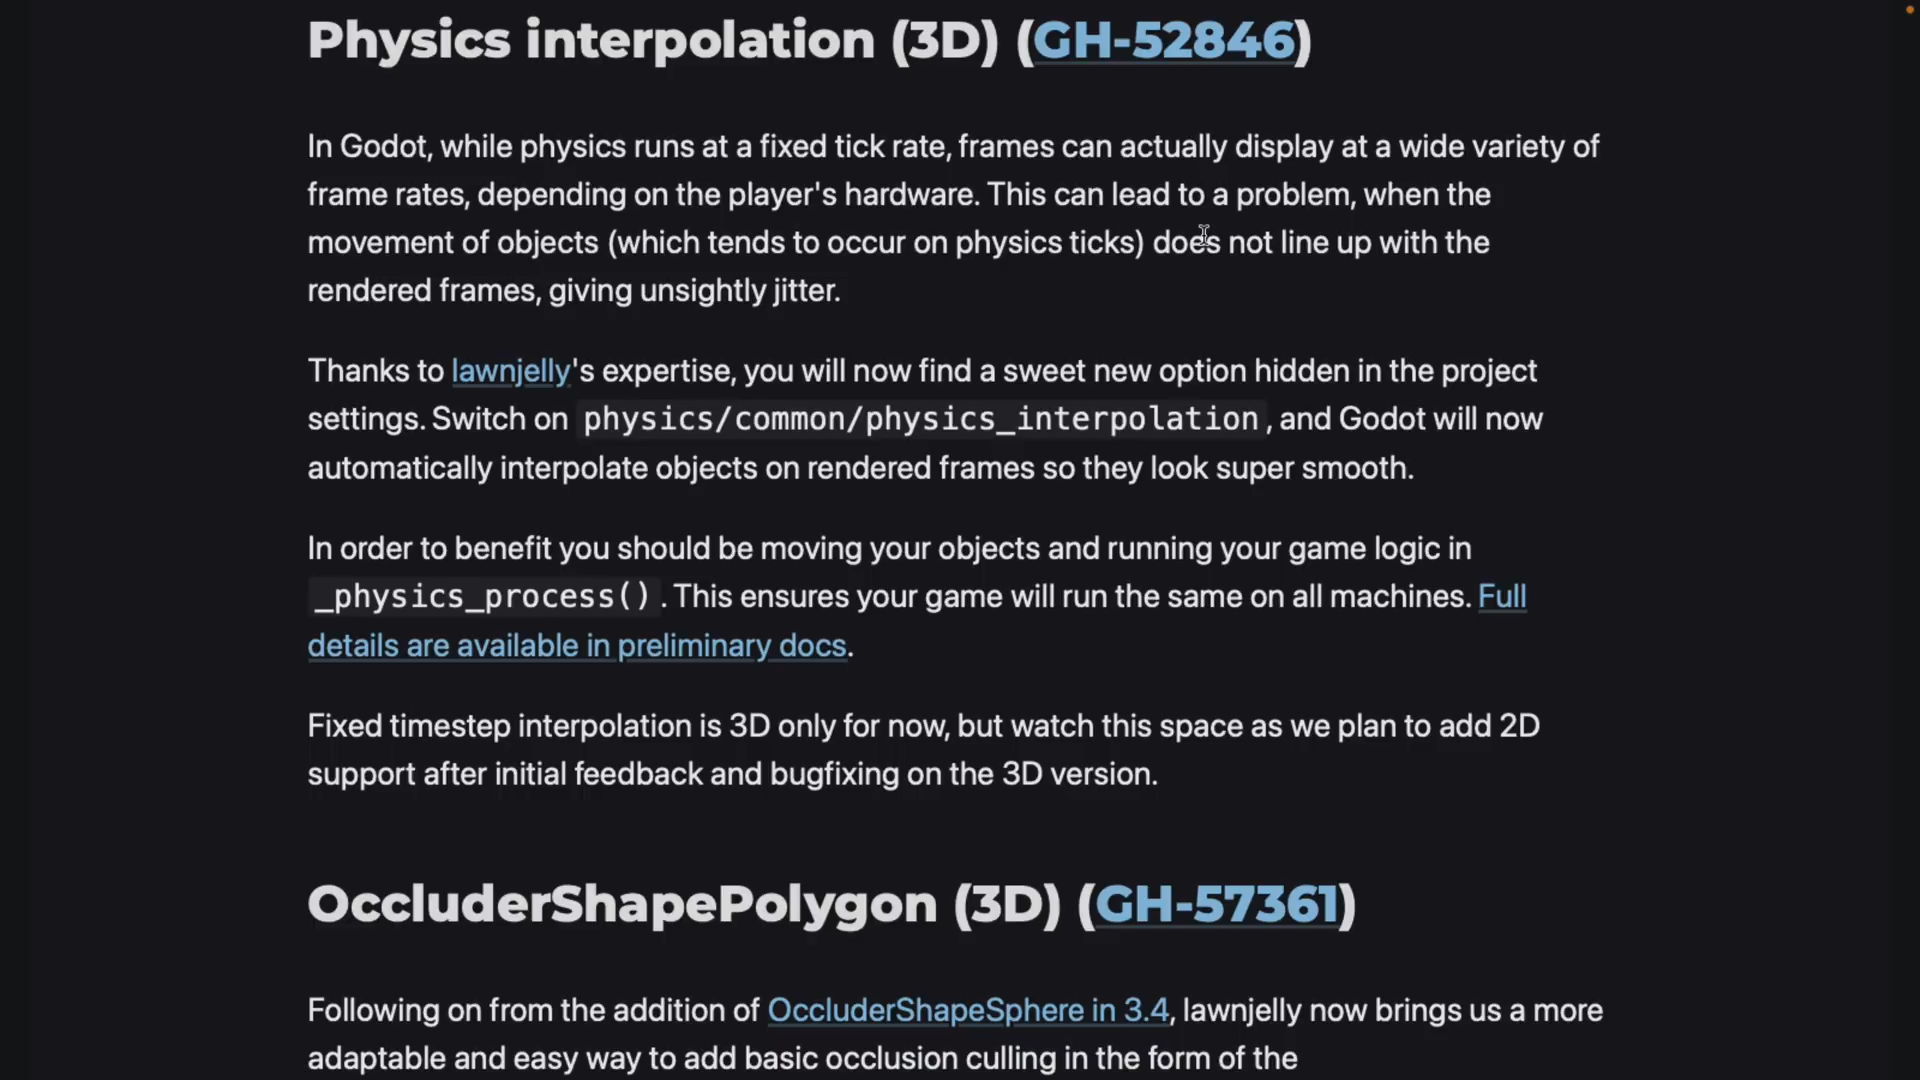 Physics interpolation (3D) (GH-52846)
In Godot, while physics runs at a fixed tick rate, frames can actually display at a wide variety of
frame rates, depending on the player's hardware. This can lead to a problem, when the
movement of objects (which tends to occur on physics ticks) does not line up with the
rendered frames, giving unsightly jitter.
Thanks to lawnjelly's expertise, you will now find a sweet new option hidden in the project
settings. Switch on physics/common/physics_interpolation, and Godot will now
automatically interpolate objects on rendered frames so they look super smooth.
In order to benefit you should be moving your objects and running your game logic in
_physics_process(). This ensures your game will run the same on all machines. Full
details are available in preliminary docs.
Fixed timestep interpolation is 3D only for now, but watch this space as we plan to add 2D
support after initial feedback and bugfixing on the 3D version.
OccluderShapePolygon (3D) (GH-57361)
Following on from the addition of OccluderShapeSphere in 3.4, lawnjelly now brings us a more
adaptable and easy way to add basic occlusion culling in the form of the